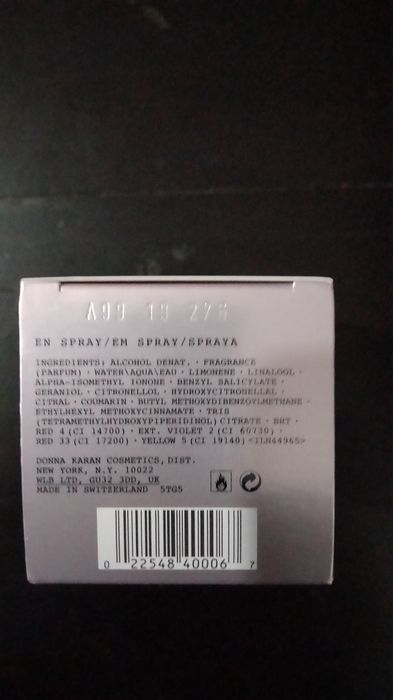 A99 19 276
EN SPRAY/EM SPRAY/SPRAYA
INGREDIENTS: ALCOHOL DENAT. · FRAGRANCE
(PARFUM) · WATER\AQUA\EAU · LIMONENE · LINALOOL ·
ALPHA-ISOMETHYL IONONE · BENZYL SALICYLATE ·
GERANIOL · CITRONELLOL · HYDROXYCITRONELLAL ·
CITRAL · COUMARIN · BUTYL METHOXYDIBENZOYLMETHANE ·
ETHYLHEXYL METHOXYCINNAMATE · TRIS
(TETRAMETHYLHYDROXYPIPERIDINOL) CITRATE · BHT ·
RED 4 (CI 14700) · EXT. VIOLET 2 (CI 60730) ·
RED 33 (CI 17200) · YELLOW 5 (CI 19140) <ILN44965>
DONNA KARAN COSMETICS, DIST.
NEW YORK, N.Y. 10022
WLB LTD, GU32 3DD, UK
MADE IN SWITZERLAND 5TG5
0 22548 40006 7